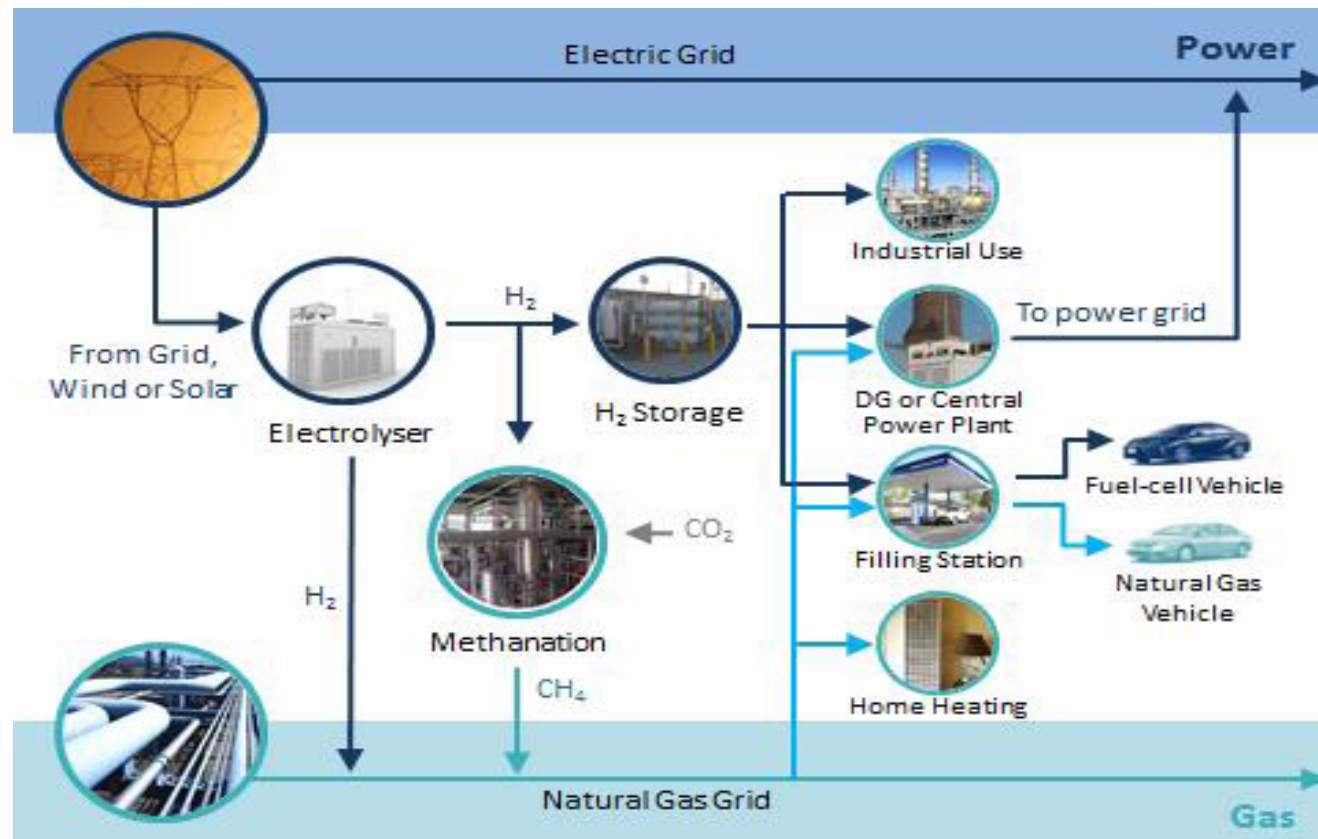 Electric Grid
Power
From Grid,
Wind or Solar
Electrolyser
H₂
H₂ Storage
Industrial Use
DG or Central
Power Plant
To power grid
Filling Station
Fuel-cell Vehicle
Natural Gas
Vehicle
Home Heating
CO₂
Methanation
H₂
CH₄
Natural Gas Grid
Gas